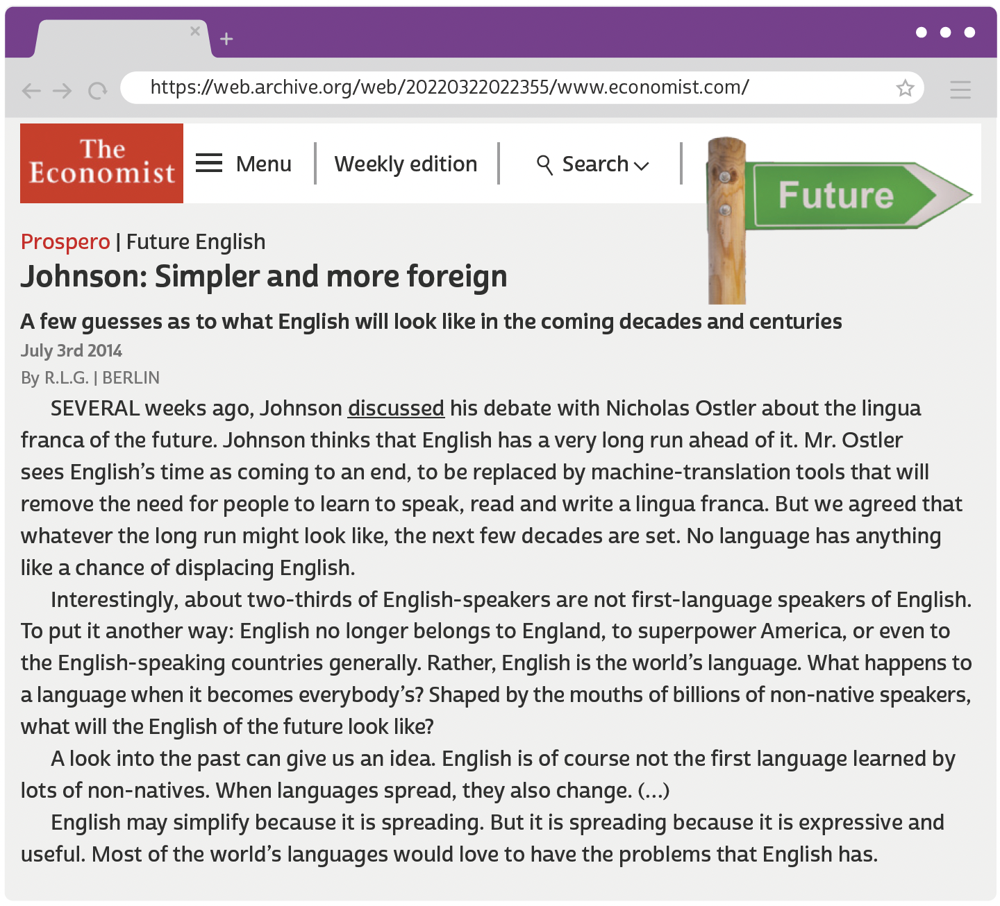 https://web.archive.org/web/20220322022355/www.economist.com/
The
Economist
Menu
Weekly edition
Search
Future
Prospero | Future English
Johnson: Simpler and more foreign
A few guesses as to what English will look like in the coming decades and centuries
July 3rd 2014
By R.L.G. | BERLIN
SEVERAL weeks ago, Johnson discussed his debate with Nicholas Ostler about the lingua
franca of the future. Johnson thinks that English has a very long run ahead of it. Mr. Ostler
sees English’s time as coming to an end, to be replaced by machine-translation tools that will
remove the need for people to learn to speak, read and write a lingua franca. But we agreed that
whatever the long run might look like, the next few decades are set. No language has anything
like a chance of displacing English.
Interestingly, about two-thirds of English-speakers are not first-language speakers of English.
To put it another way: English no longer belongs to England, to superpower America, or even to
the English-speaking countries generally. Rather, English is the world’s language. What happens to
a language when it becomes everybody’s? Shaped by the mouths of billions of non-native speakers,
what will the English of the future look like?
A look into the past can give us an idea. English is of course not the first language learned by
lots of non-natives. When languages spread, they also change. (...)
English may simplify because it is spreading. But it is spreading because it is expressive and
useful. Most of the world’s languages would love to have the problems that English has.